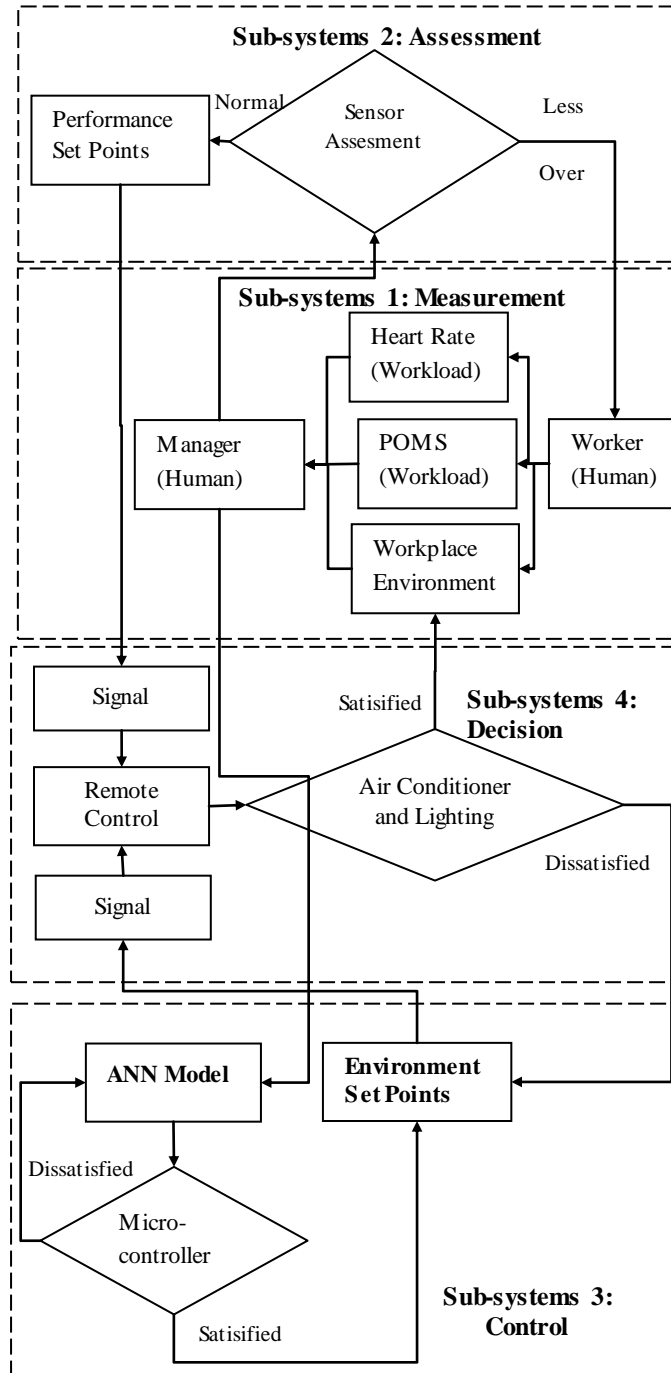 Sub-systems 2: Assessment
Normal
Sensor
Assesment
Less
Over
Performance
Set Points
Sub-systems 1: Measurement
Heart Rate
(Workload)
Manager
(Human)
POMS
(Workload)
Worker
(Human)
Workplace
Environment
Signal
Satisified
Sub-systems 4:
Decision
Remote
Control
Air Conditioner
and Lighting
Dissatisfied
Signal
ANN Model
Environment
Set Points
Dissatisfied
Micro-
controller
Satisified
Sub-systems 3:
Control